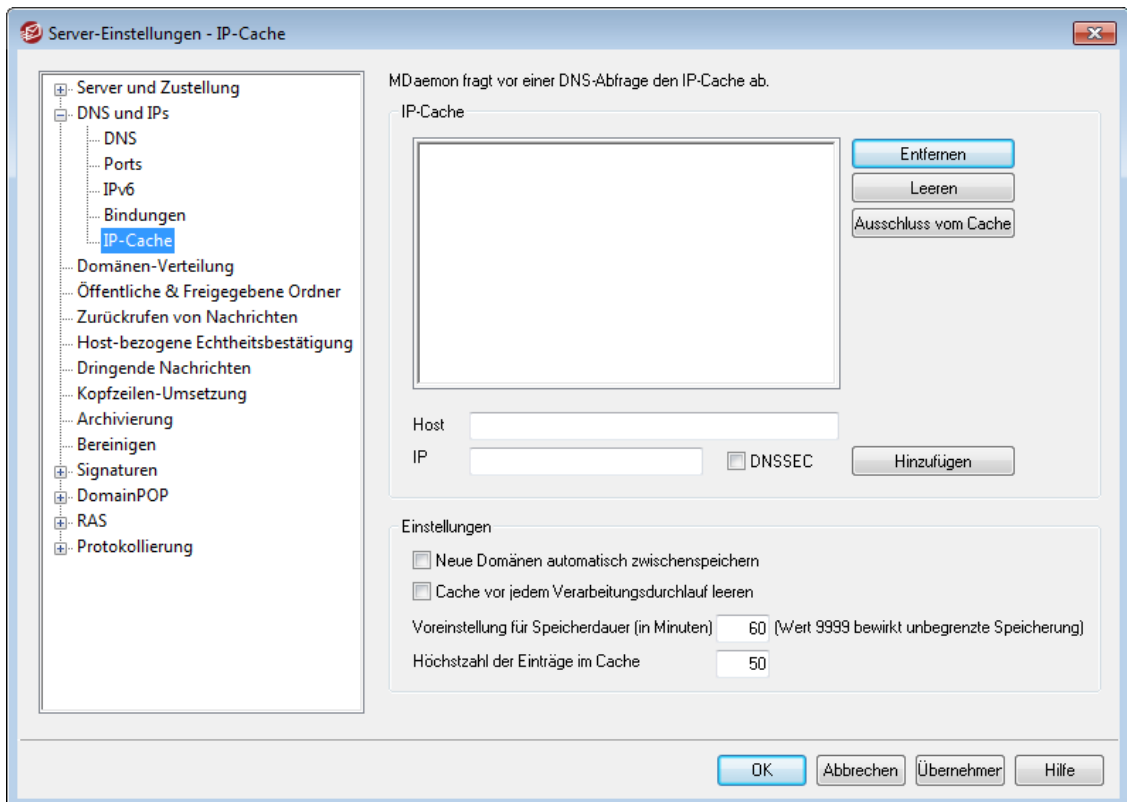 Server-Einstellungen - IP-Cache
Server und Zustellung
DNS und IPs
DNS
Ports
IPv6
Bindungen
IP-Cache
Domänen-Verteilung
Öffentliche & Freigegebene Ordner
Zurückrufen von Nachrichten
Host-bezogene Echtheitsbestätigung
Dringende Nachrichten
Kopfzeilen-Umsetzung
Archivierung
Bereinigen
Signaturen
DomainPOP
RAS
Protokollierung
MDaemon fragt vor einer DNS-Abfrage den IP-Cache ab.
IP-Cache
Entfernen
Leeren
Ausschluss vom Cache
Host
IP
DNSSEC
Hinzufügen
Einstellungen
Neue Domänen automatisch zwischenspeichern
Cache vor jedem Verarbeitungsdurchlauf leeren
Voreinstellung für Speicherdauer (in Minuten) 60 (Wert 9999 bewirkt unbegrenzte Speicherung)
Höchstzahl der Einträge im Cache 50
OK
Abbrechen
Übernehmer
Hilfe